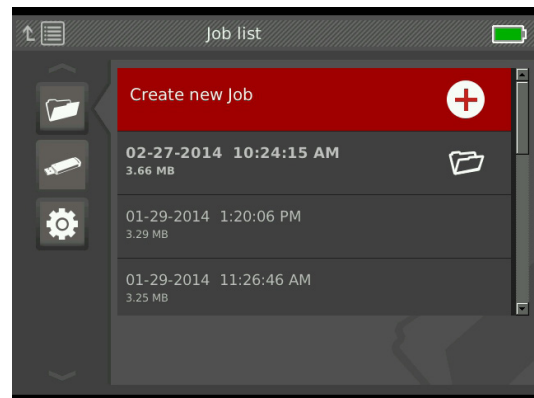 Job list
Create new Job
02-27-2014 10:24:15 AM
3.66 MB
01-29-2014 1:20:06 PM
3.29 MB
01-29-2014 11:26:46 AM
3.25 MB